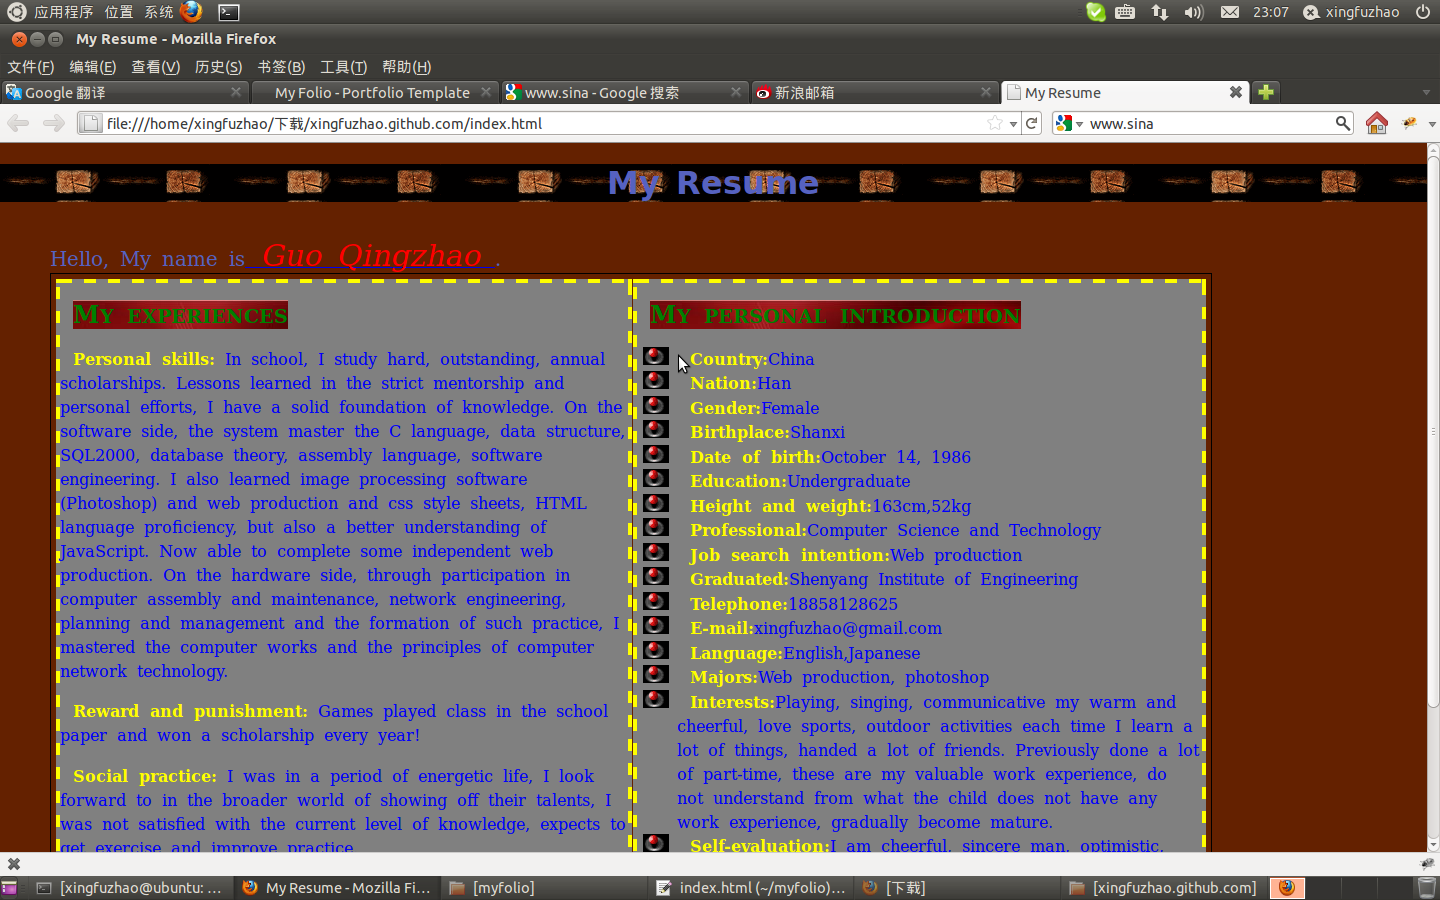 应用程序 位置 系统 23:07 xingfuzhao
My Resume - Mozilla Firefox
文件(F) 编辑(E) 查看(V) 历史(S) 书签(B) 工具(T) 帮助(H)
Google 翻译 My Folio - Portfolio Template www.sina - Google 搜索 新浪邮箱 My Resume
file:///home/xingfuzhao/下载/xingfuzhao.github.com/index.html www.sina
My Resume
Hello, My name is Guo Qingzhao .
My experiences
Personal skills: In school, I study hard, outstanding, annual
scholarships. Lessons learned in the strict mentorship and
personal efforts, I have a solid foundation of knowledge. On the
software side, the system master the C language, data structure,
SQL2000, database theory, assembly language, software
engineering. I also learned image processing software
(Photoshop) and web production and css style sheets, HTML
language proficiency, but also a better understanding of
JavaScript. Now able to complete some independent web
production. On the hardware side, through participation in
computer assembly and maintenance, network engineering,
planning and management and the formation of such practice, I
mastered the computer works and the principles of computer
network technology.
Reward and punishment: Games played class in the school
paper and won a scholarship every year!
Social practice: I was in a period of energetic life, I look
forward to in the broader world of showing off their talents, I
was not satisfied with the current level of knowledge, expects to
get exercise and improve practice
My personal introduction
Country:China
Nation:Han
Gender:Female
Birthplace:Shanxi
Date of birth:October 14, 1986
Education:Undergraduate
Height and weight:163cm,52kg
Professional:Computer Science and Technology
Job search intention:Web production
Graduated:Shenyang Institute of Engineering
Telephone:18858128625
E-mail:xingfuzhao@gmail.com
Language:English,Japanese
Majors:Web production, photoshop
Interests:Playing, singing, communicative my warm and
cheerful, love sports, outdoor activities each time I learn a
lot of things, handed a lot of friends. Previously done a lot
of part-time, these are my valuable work experience, do
not understand from what the child does not have any
work experience, gradually become mature.
Self-evaluation:I am cheerful, sincere man, optimistic,
[xingfuzhao@ubuntu: ... My Resume - Mozilla Fi... [myfolio] index.html (~/myfolio)... [下载] [xingfuzhao.github.com]